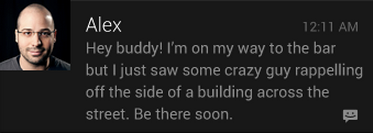 Alex
12:11 AM
Hey buddy! I'm on my way to the bar
but I just saw some crazy guy rappelling
off the side of a building across the
street. Be there soon.